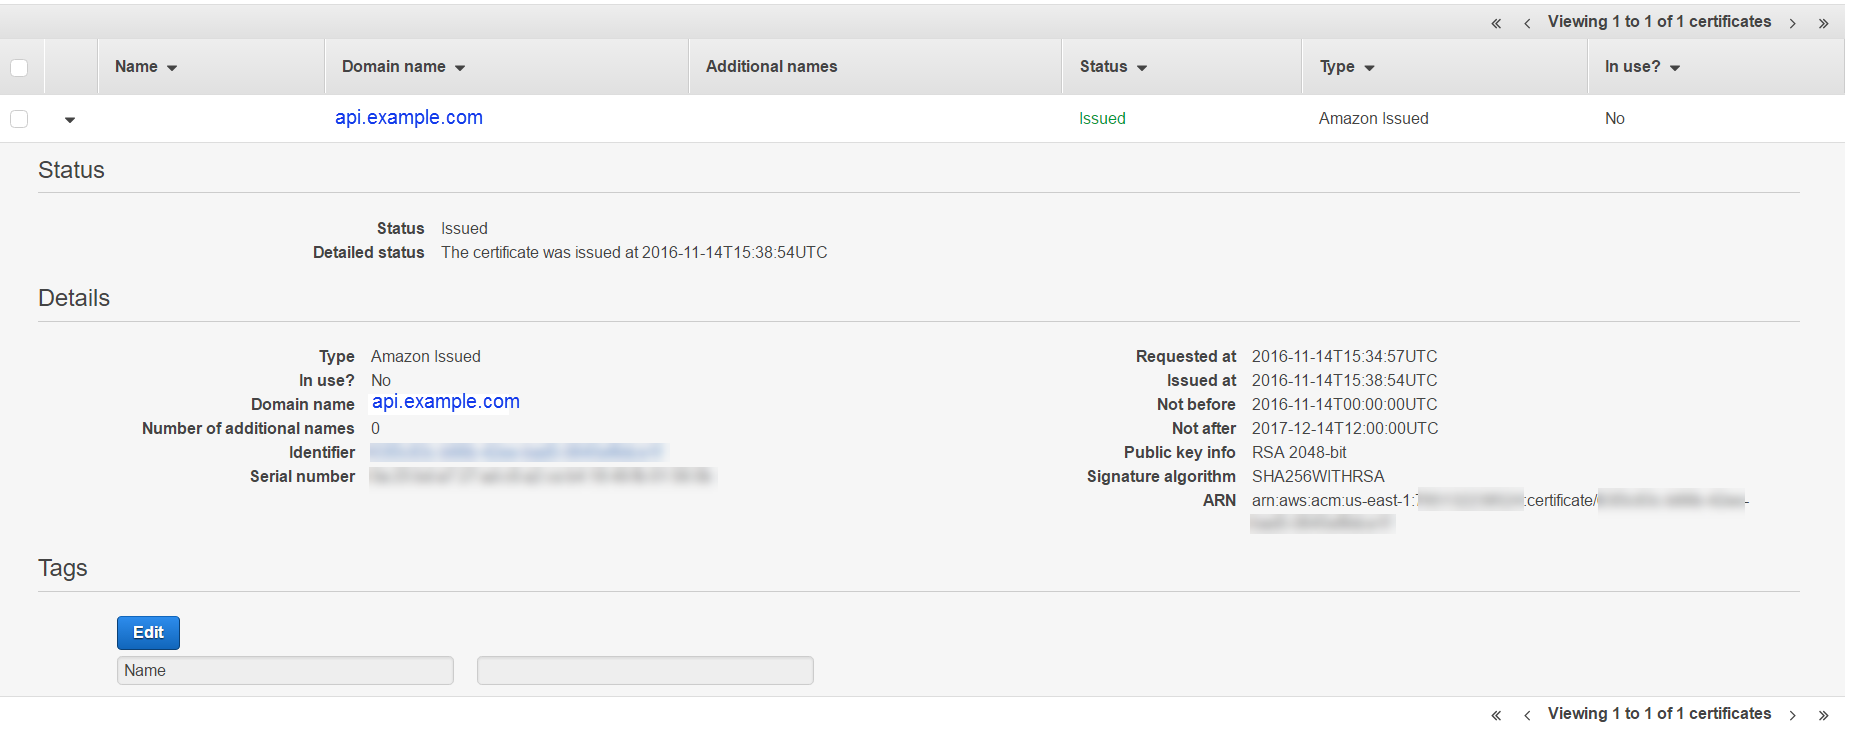 « ‹ Viewing 1 to 1 of 1 certificates › »
Name Domain name Additional names Status Type In use?
api.example.com Issued Amazon Issued No
Status
Status Issued
Detailed status The certificate was issued at 2016-11-14T15:38:54UTC
Details
Type Amazon Issued
In use? No
Domain name api.example.com
Number of additional names 0
Identifier
Serial number
Requested at 2016-11-14T15:34:57UTC
Issued at 2016-11-14T15:38:54UTC
Not before 2016-11-14T00:00:00UTC
Not after 2017-12-14T12:00:00UTC
Public key info RSA 2048-bit
Signature algorithm SHA256WITHRSA
ARN arn:aws:acm:us-east-1: :certificate/ -
Tags
Edit
Name
« ‹ Viewing 1 to 1 of 1 certificates › »